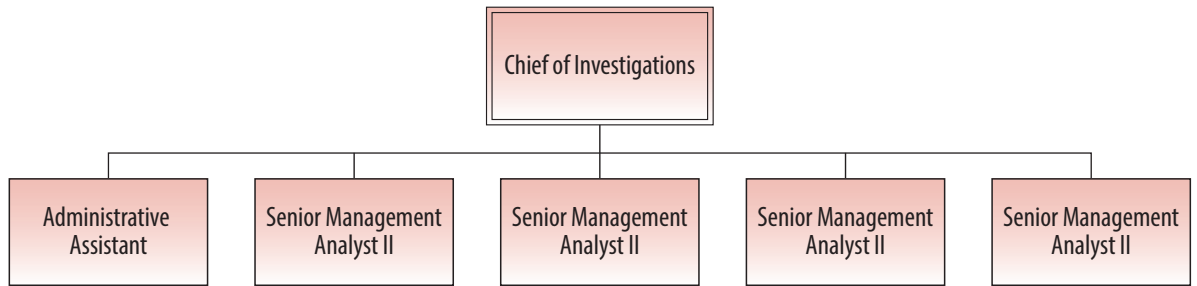 Chief of Investigations
Administrative
Assistant
Senior Management
Analyst II
Senior Management
Analyst II
Senior Management
Analyst II
Senior Management
Analyst II